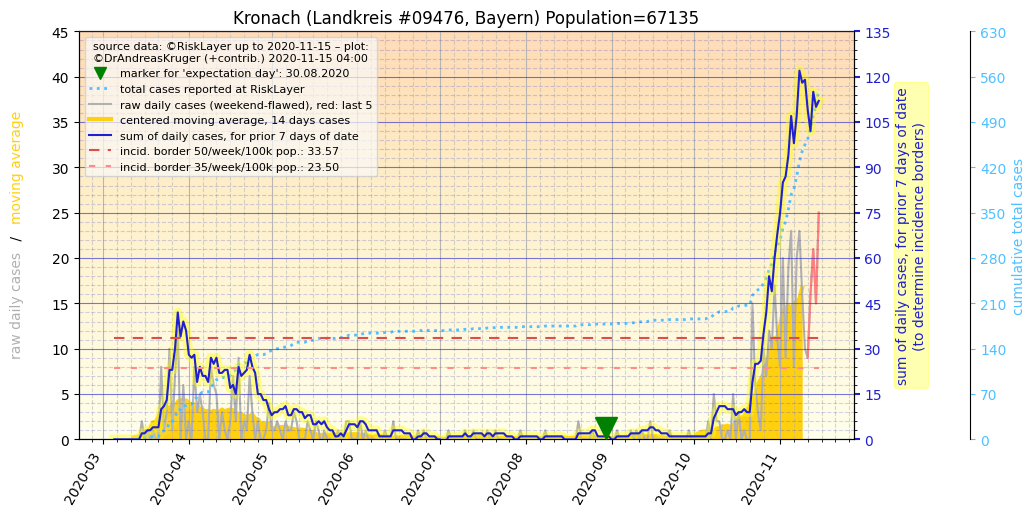 Kronach (Landkreis #09476, Bayern) Population=67135
source data: ©RiskLayer up to 2020-11-15 – plot:
©DrAndreasKruger (+contrib.) 2020-11-15 04:00
marker for 'expectation day': 30.08.2020
total cases reported at RiskLayer
raw daily cases (weekend-flawed), red: last 5
centered moving average, 14 days cases
sum of daily cases, for prior 7 days of date
incid. border 50/week/100k pop.: 33.57
incid. border 35/week/100k pop.: 23.50
raw daily cases / moving average
45
40
35
30
25
20
15
10
5
0
2020-03
2020-04
2020-05
2020-06
2020-07
2020-08
2020-09
2020-10
2020-11
135
120
105
90
75
60
45
30
15
0
sum of daily cases, for prior 7 days of date
(to determine incidence borders)
630
560
490
420
350
280
210
140
70
0
cumulative total cases